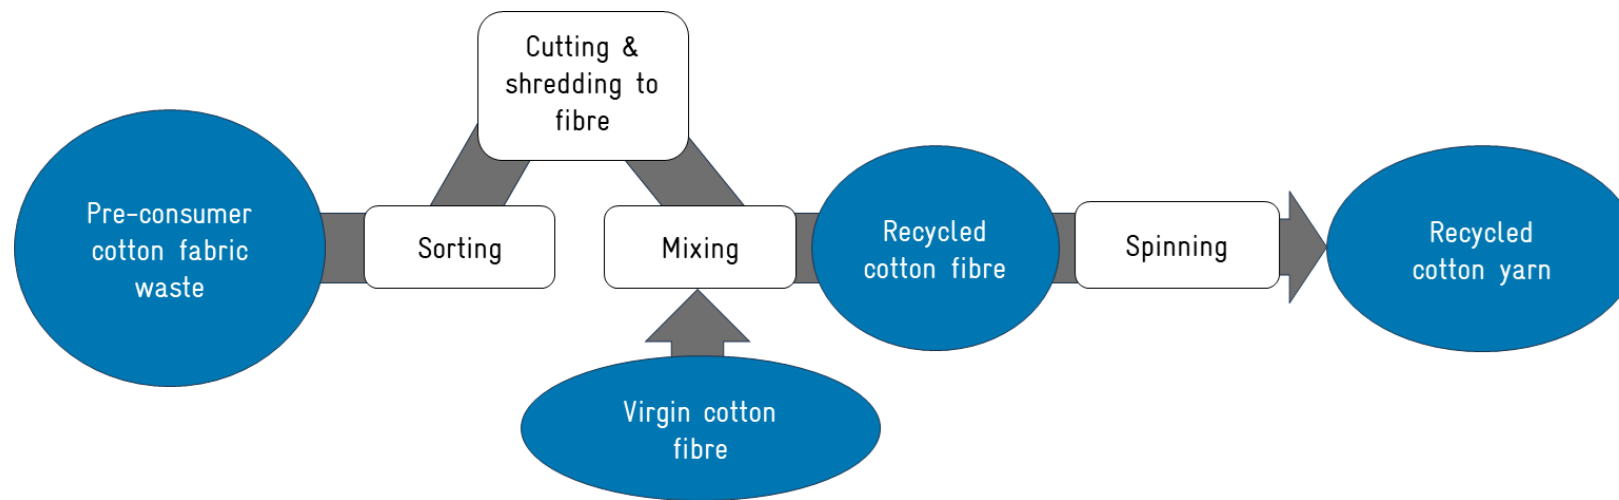 Cutting &
shredding to
fibre
Pre-consumer
cotton fabric
waste
Sorting
Mixing
Recycled
cotton fibre
Spinning
Recycled
cotton yarn
Virgin cotton
fibre